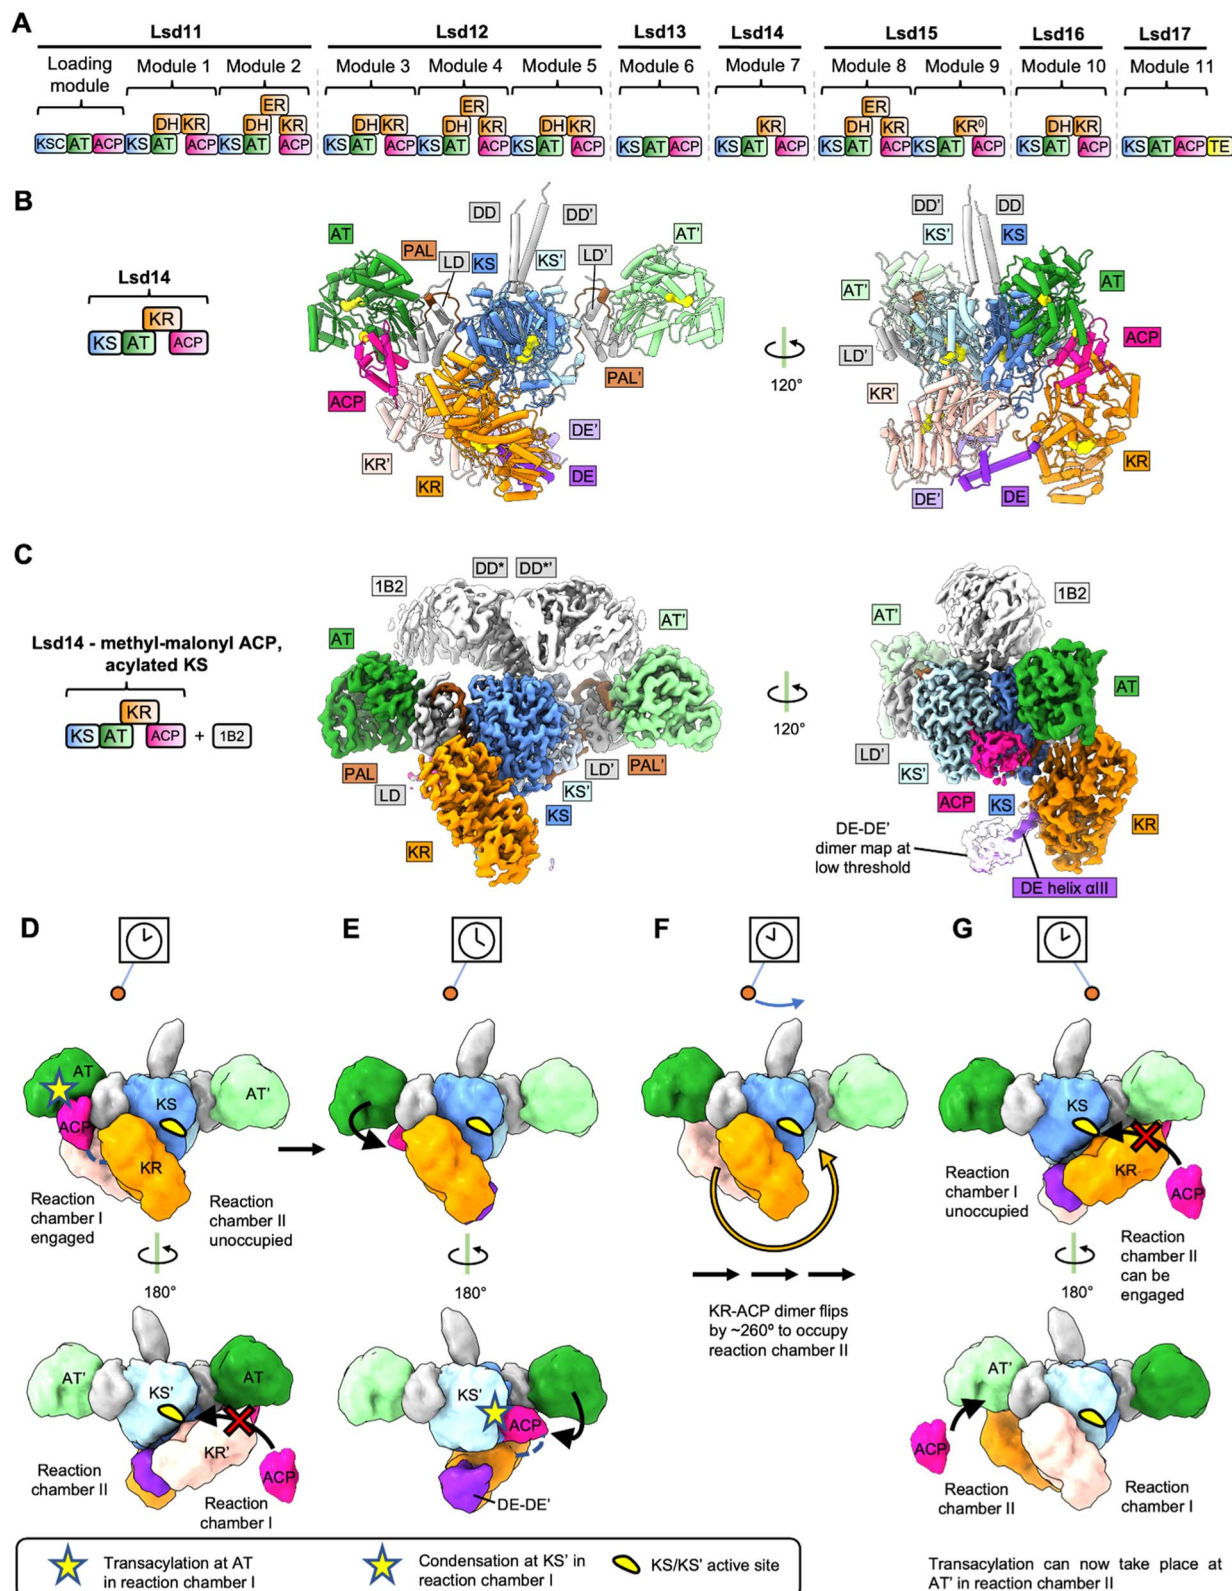 A
Lsd11 Lsd12 Lsd13 Lsd14 Lsd15 Lsd16 Lsd17
Loading module
Module 1 Module 2 Module 3 Module 4 Module 5 Module 6 Module 7 Module 8 Module 9 Module 10 Module 11
ER ER ER
DH KR DH KR DH KR DH KR DH KR KR DH KR KR⁰ DH KR
KSC AT ACP KS AT ACP KS AT ACP KS AT ACP KS AT ACP KS AT ACP KS AT ACP KS AT ACP KS AT ACP KS AT ACP KS AT ACP KS AT ACP TE
B
Lsd14
KR
KS AT ACP
AT
PAL
LD
DD
KS
DD'
KS'
LD'
AT'
ACP
PAL'
KR'
KR
DE'
DE
120°
DD' DD
KS' KS
AT
AT'
ACP
LD'
KR'
KR
DE' DE
C
Lsd14 - methyl-malonyl ACP,
acylated KS
KR
KS AT ACP + 1B2
1B2
DD* DD*'
AT
AT'
PAL
LD
LD' PAL'
KS'
KS
KR
120°
1B2
AT'
AT
LD'
KS'
ACP KS
KR
DE-DE'
dimer map at
low threshold
DE helix αIII
D
AT
KS
AT'
ACP
KR
Reaction
chamber I
engaged
Reaction
chamber II
unoccupied
180°
AT'
KS'
AT
KR'
ACP
Reaction
chamber II
Reaction
chamber I
E
180°
KS'
ACP
DE-DE'
F
KR-ACP dimer flips
by ~260º to occupy
reaction chamber II
G
KS
KR
ACP
Reaction
chamber I
unoccupied
Reaction
chamber II
can be
engaged
180°
AT'
ACP
Reaction
chamber II
Reaction
chamber I
Transacylation at AT
in reaction chamber I
Condensation at KS' in
reaction chamber I
KS/KS' active site
Transacylation can now take place at
AT' in reaction chamber II